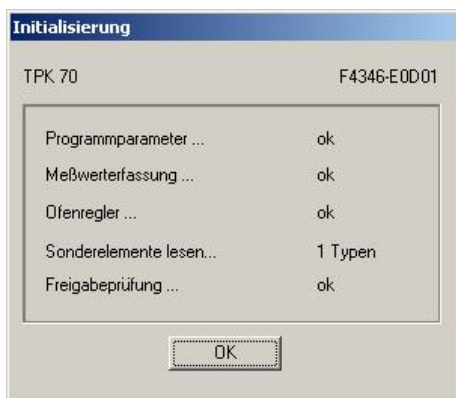 Initialisierung
TPK 70 F4346-E0D01
Programmparameter ... ok
Meßwerterfassung ... ok
Ofenregler ... ok
Sonderelemente lesen... 1 Typen
Freigabeprüfung ... ok
OK